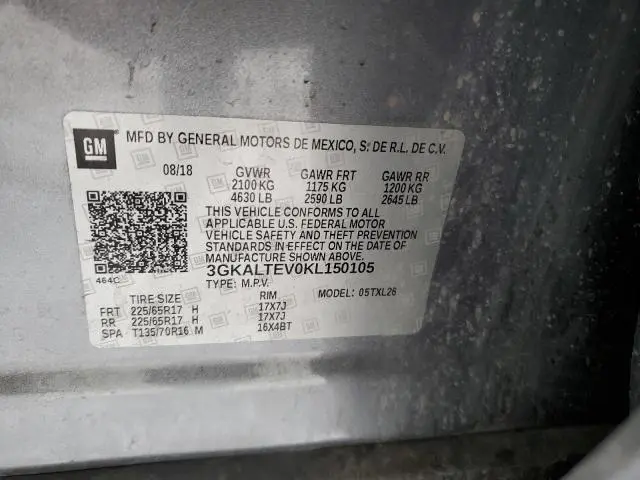 GM
MFD BY GENERAL MOTORS DE MEXICO, S. DE R.L. DE C.V.
08/18 GVWR GAWR FRT GAWR RR
2100 KG 1175 KG 1200 KG
4630 LB 2590 LB 2645 LB
THIS VEHICLE CONFORMS TO ALL
APPLICABLE U.S. FEDERAL MOTOR
VEHICLE SAFETY AND THEFT PREVENTION
STANDARDS IN EFFECT ON THE DATE OF
MANUFACTURE SHOWN ABOVE.
464C 3GKALTEV0KL150105
TYPE: M.P.V. MODEL: 05TXL26
TIRE SIZE RIM
FRT 225/65R17 H 17X7J
RR 225/65R17 H 17X7J
SPA T135/70R16 M 16X4BT